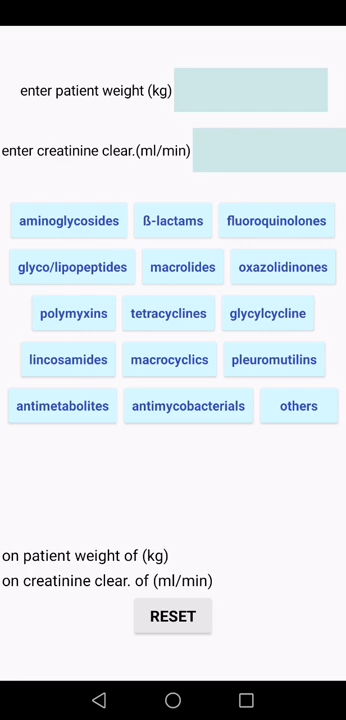 enter patient weight (kg)
enter creatinine clear.(ml/min)
aminoglycosides ß-lactams fluoroquinolones
glyco/lipopeptides macrolides oxazolidinones
polymyxins tetracyclines glycylcycline
lincosamides macrocyclics pleuromutilins
antimetabolites antimycobacterials others
on patient weight of (kg)
on creatinine clear. of (ml/min)
RESET